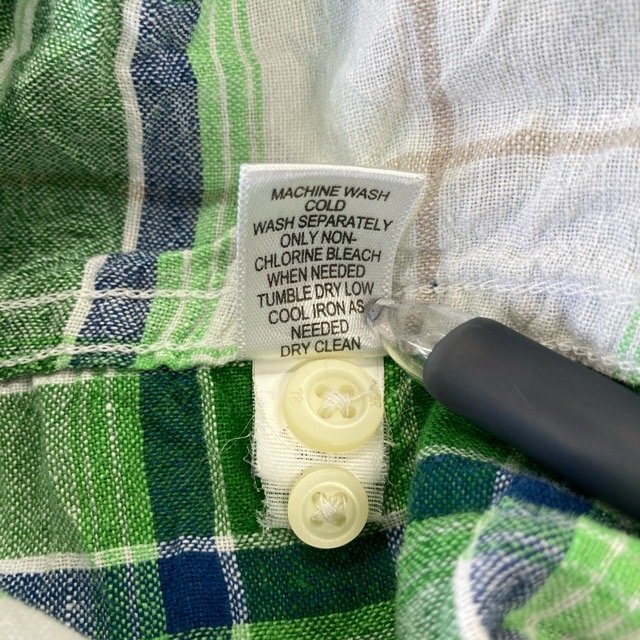 MACHINE WASH
COLD
WASH SEPARATELY
ONLY NON-
CHLORINE BLEACH
WHEN NEEDED
TUMBLE DRY LOW
COOL IRON AS
NEEDED
DRY CLEAN